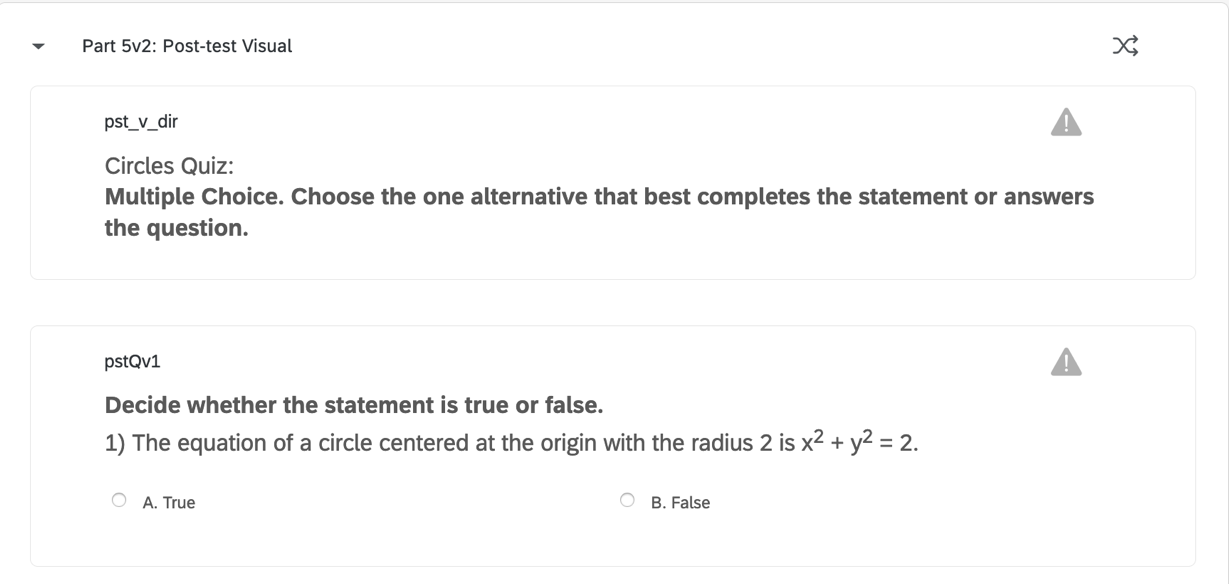 Part 5v2: Post-test Visual
pst_v_dir
Circles Quiz:
Multiple Choice. Choose the one alternative that best completes the statement or answers
the question.
pstQv1
Decide whether the statement is true or false.
1) The equation of a circle centered at the origin with the radius 2 is x² + y² = 2.
A. True
B. False